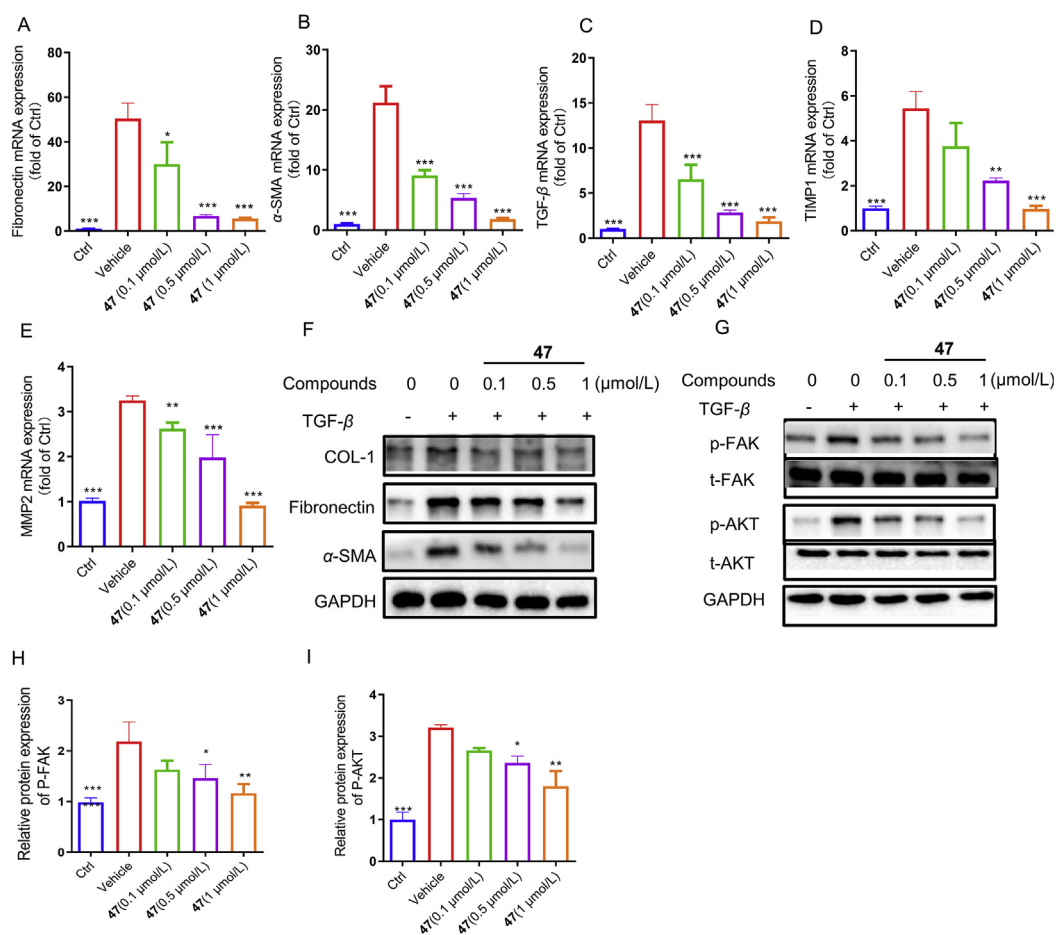 A
Fibronectin mRNA expression
(fold of Ctrl)
80
60
40
20
0
***
*
***
***
Ctrl
Vehicle
47 (0.1 μmol/L)
47 (0.5 μmol/L)
47 (1 μmol/L)
B
α-SMA mRNA expression
(fold of Ctrl)
30
20
10
0
***
***
***
***
Ctrl
Vehicle
47(0.1 μmol/L)
47(0.5 μmol/L)
47(1 μmol/L)
C
TGF-β mRNA expression
(fold of Ctrl)
15
10
5
0
***
***
***
***
Ctrl
Vehicle
47(0.1 μmol/L)
47(0.5 μmol/L)
47(1 μmol/L)
D
TIMP1 mRNA expression
(fold of Ctrl)
8
6
4
2
0
***
**
***
Ctrl
Vehicle
47(0.1 μmol/L)
47(0.5 μmol/L)
47(1 μmol/L)
E
MMP2 mRNA expression
(fold of Ctrl)
4
3
2
1
0
***
**
***
***
Ctrl
Vehicle
47(0.1 μmol/L)
47(0.5 μmol/L)
47(1 μmol/L)
F
47
Compounds 0 0 0.1 0.5 1 (μmol/L)
TGF-β - + + + +
COL-1
Fibronectin
α-SMA
GAPDH
G
47
Compounds 0 0 0.1 0.5 1 (μmol/L)
TGF-β - + + + +
p-FAK
t-FAK
p-AKT
t-AKT
GAPDH
H
Relative protein expression
of P-FAK
3
2
1
0
***
***
*
**
Ctrl
Vehicle
47(0.1 μmol/L)
47(0.5 μmol/L)
47(1 μmol/L)
I
Relative protein expression
of P-AKT
4
3
2
1
0
***
*
**
Ctrl
Vehicle
47(0.1 μmol/L)
47(0.5 μmol/L)
47(1 μmol/L)